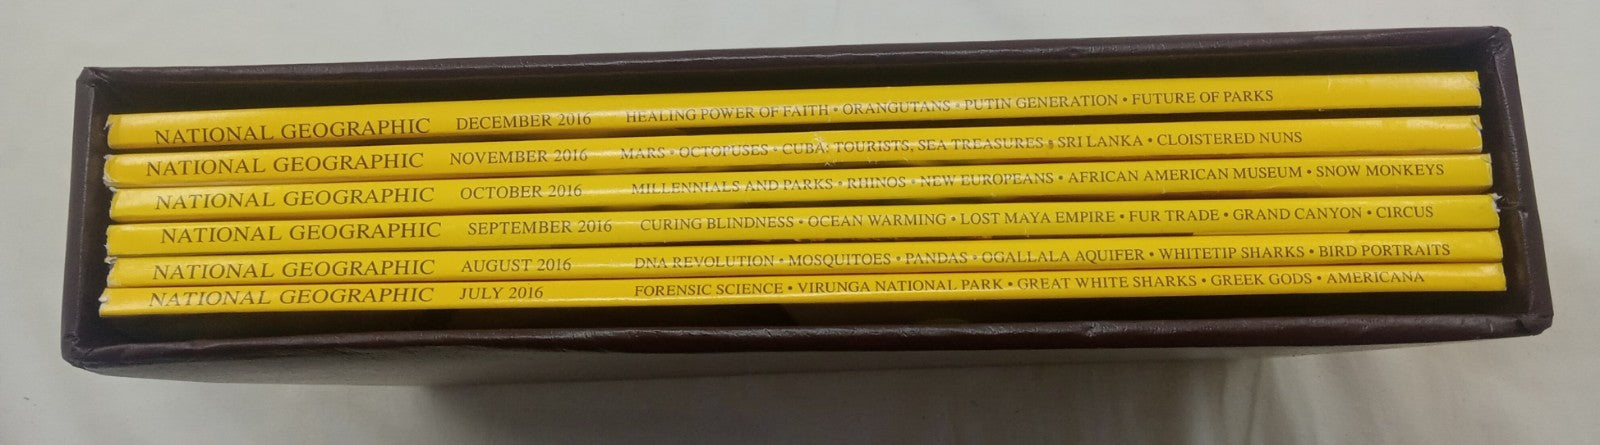 NATIONAL GEOGRAPHIC DECEMBER 2016 HEALING POWER OF FAITH • ORANGUTANS • PUTIN GENERATION • FUTURE OF PARKS
NATIONAL GEOGRAPHIC NOVEMBER 2016 MARS • OCTOPUSES • CUBA: TOURISTS, SEA TREASURES • SRI LANKA • CLOISTERED NUNS
NATIONAL GEOGRAPHIC OCTOBER 2016 MILLENNIALS AND PARKS • RHINOS • NEW EUROPEANS • AFRICAN AMERICAN MUSEUM • SNOW MONKEYS
NATIONAL GEOGRAPHIC SEPTEMBER 2016 CURING BLINDNESS • OCEAN WARMING • LOST MAYA EMPIRE • FUR TRADE • GRAND CANYON • CIRCUS
NATIONAL GEOGRAPHIC AUGUST 2016 DNA REVOLUTION • MOSQUITOES • PANDAS • OGALLALA AQUIFER • WHITETIP SHARKS • BIRD PORTRAITS
NATIONAL GEOGRAPHIC JULY 2016 FORENSIC SCIENCE • VIRUNGA NATIONAL PARK • GREAT WHITE SHARKS • GREEK GODS • AMERICANA